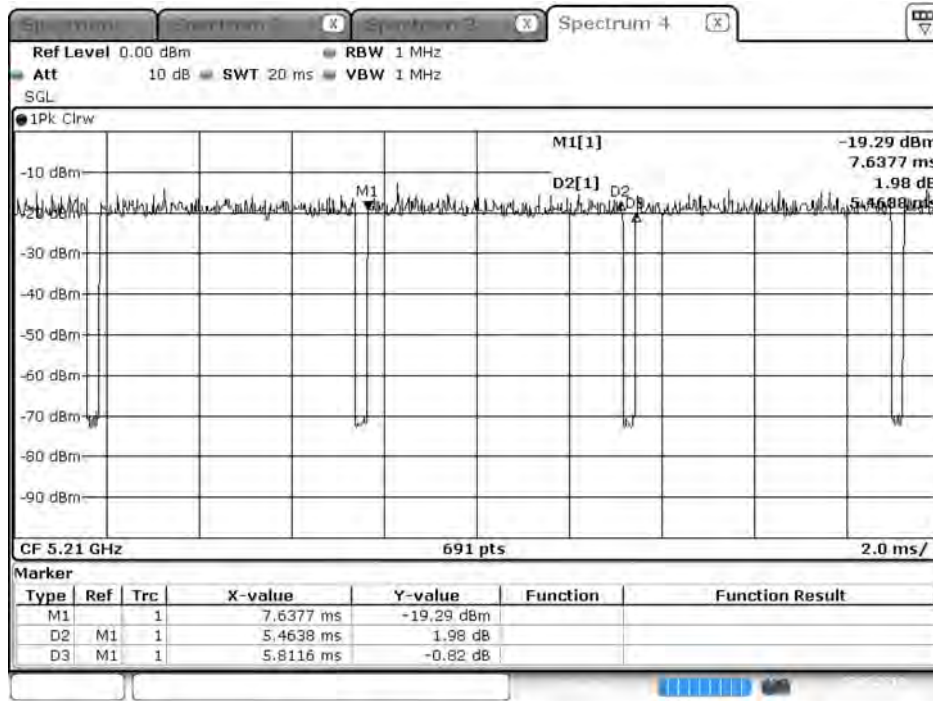 Spectrum 4
Ref Level 0.00 dBm RBW 1 MHz
Att 10 dB SWT 20 ms VBW 1 MHz
SGL
1Pk Clrw
M1[1] -19.29 dBm
7.6377 ms
D2[1] 1.98 dB
M1 D2
D3
-10 dBm
-20 dBm
-30 dBm
-40 dBm
-50 dBm
-60 dBm
-70 dBm
-80 dBm
-90 dBm
CF 5.21 GHz 691 pts 2.0 ms/
Marker
Type Ref Trc X-value Y-value Function Function Result
M1 1 7.6377 ms -19.29 dBm
D2 M1 1 5.4638 ms 1.98 dB
D3 M1 1 5.8116 ms -0.82 dB